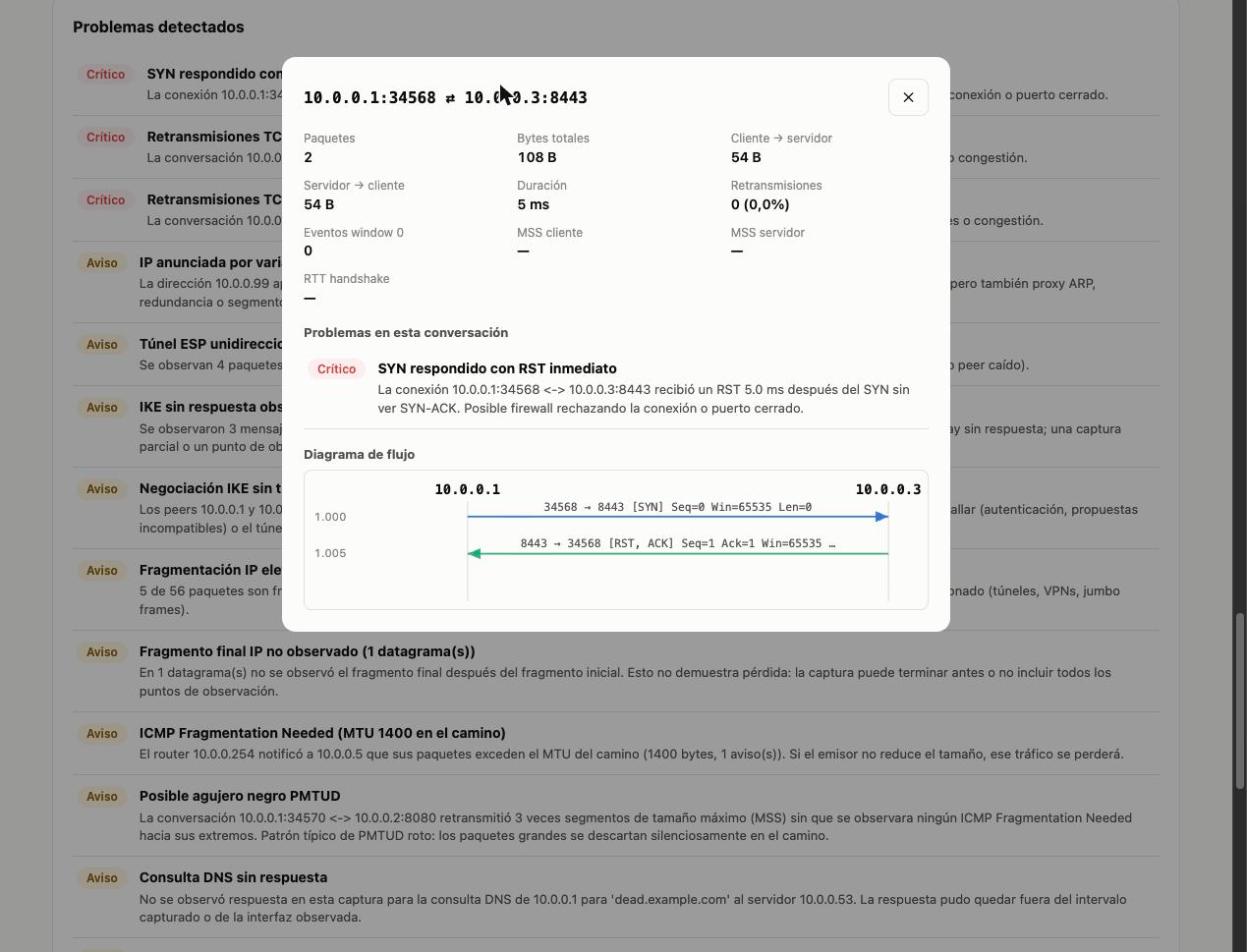 Problemas detectados
Crítico SYN respondido con
La conexión 10.0.0.1:34 conexión o puerto cerrado.
Crítico Retransmisiones TC
La conversación 10.0.0 o congestión.
Crítico Retransmisiones TC
La conversación 10.0.0 es o congestión.
Aviso IP anunciada por vari
La dirección 10.0.0.99 ap pero también proxy ARP,
redundancia o segmento
Aviso Túnel ESP unidirecci
Se observan 4 paquetes o peer caído).
Aviso IKE sin respuesta obs
Se observaron 3 mensaj ay sin respuesta; una captura
parcial o un punto de ob
Aviso Negociación IKE sin t
Los peers 10.0.0.1 y 10.0 allar (autenticación, propuestas
incompatibles) o el túne
Aviso Fragmentación IP ele
5 de 56 paquetes son fr onado (túneles, VPNs, jumbo
frames).
Aviso Fragmento final IP no observado (1 datagrama(s))
En 1 datagrama(s) no se observó el fragmento final después del fragmento inicial. Esto no demuestra pérdida: la captura puede terminar antes o no incluir todos los
puntos de observación.
Aviso ICMP Fragmentation Needed (MTU 1400 en el camino)
El router 10.0.0.254 notificó a 10.0.0.5 que sus paquetes exceden el MTU del camino (1400 bytes, 1 aviso(s)). Si el emisor no reduce el tamaño, ese tráfico se perderá.
Aviso Posible agujero negro PMTUD
La conversación 10.0.0.1:34570 <-> 10.0.0.2:8080 retransmitió 3 veces segmentos de tamaño máximo (MSS) sin que se observara ningún ICMP Fragmentation Needed
hacia sus extremos. Patrón típico de PMTUD roto: los paquetes grandes se descartan silenciosamente en el camino.
Aviso Consulta DNS sin respuesta
No se observó respuesta en esta captura para la consulta DNS de 10.0.0.1 para 'dead.example.com' al servidor 10.0.0.53. La respuesta pudo quedar fuera del intervalo
capturado o de la interfaz observada.
10.0.0.1:34568 ⇄ 10.0.0.3:8443
Paquetes Bytes totales Cliente → servidor
2 108 B 54 B
Servidor → cliente Duración Retransmisiones
54 B 5 ms 0 (0,0%)
Eventos window 0 MSS cliente MSS servidor
0 — —
RTT handshake
—
Problemas en esta conversación
Crítico SYN respondido con RST inmediato
La conexión 10.0.0.1:34568 <-> 10.0.0.3:8443 recibió un RST 5.0 ms después del SYN sin
ver SYN-ACK. Posible firewall rechazando la conexión o puerto cerrado.
Diagrama de flujo
10.0.0.1 10.0.0.3
34568 → 8443 [SYN] Seq=0 Win=65535 Len=0
1.000
8443 → 34568 [RST, ACK] Seq=1 Ack=1 Win=65535 …
1.005